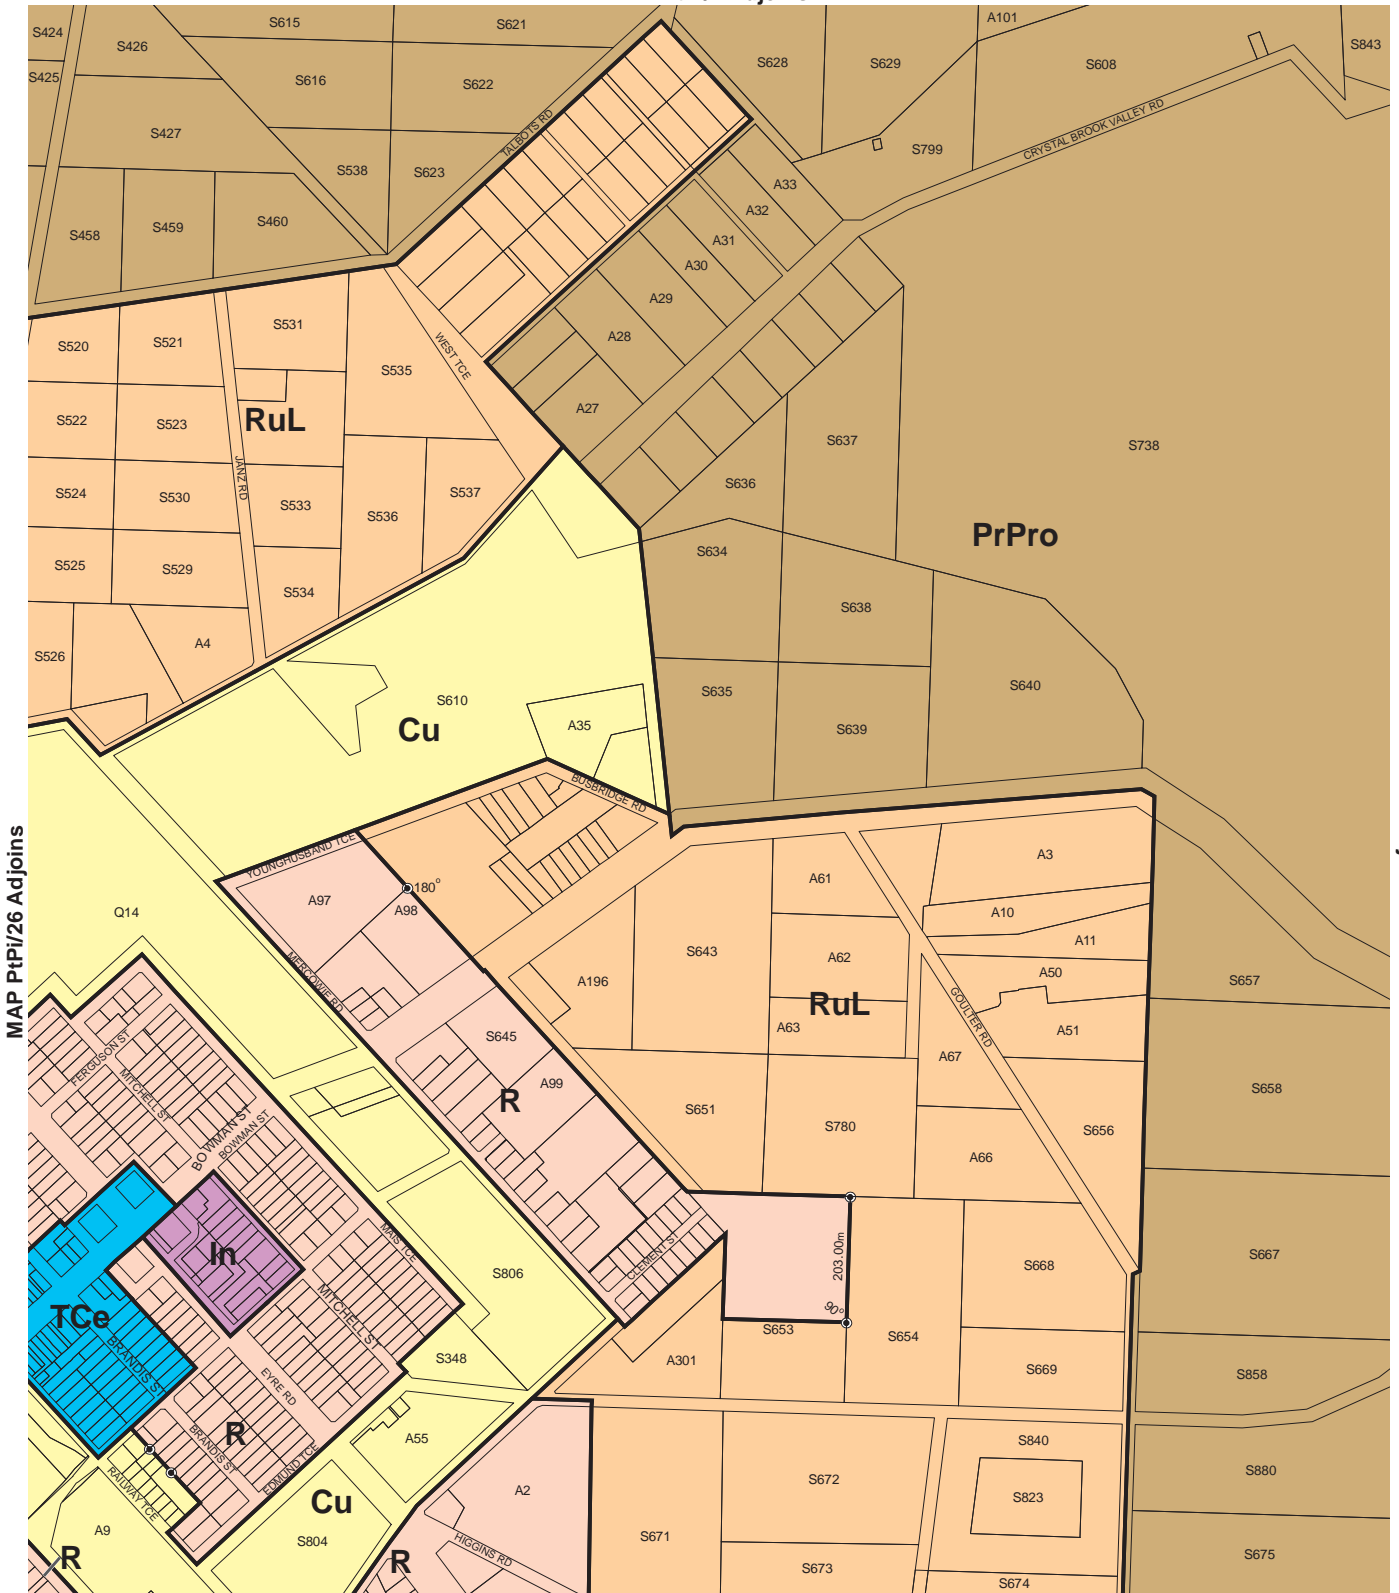 S424
S426
S615
S621
A101
S628
S629
S608
S843
S425
S616
S622
S427
TALBOTS RD
CRYSTAL BROOK VALLEY RD
S538
S623
S799
A33
A32
S458
S459
S460
A31
A30
A29
S531
S520
S521
WEST TCE
S535
A28
A27
RuL
S522
S523
S637
S738
JANZ RD
S524
S530
S533
S536
S537
S636
PrPro
S525
S529
S534
S634
S638
S526
A4
S610
S635
S640
Cu
A35
S639
BUSBRIDGE RD
MAP PtPi/26 Adjoins
YOUNGHUSBAND TCE
180°
A97
A98
A61
A3
Q14
A10
A11
S643
A62
A50
MERCOWIE RD
A196
RuL
S657
GOULTER RD
A63
A51
S645
A67
FERGUSON ST
MITCHELL ST
A99
R
S651
S780
S656
S658
BOWMAN ST
BOWMAN ST
A66
MAIS TCE
CLEMENT ST
203.00m
In
S806
S668
S667
90°
TCe
MITCHELL ST
S653
S654
BRANDIS ST
S348
A301
S669
S858
EYRE RD
R
BRANDIS ST
A55
S840
EDMUND TCE
S672
S880
RAILWAY TCE
A2
S823
Cu
A9
S804
HIGGINS RD
S671
R
R
S673
S675
S674